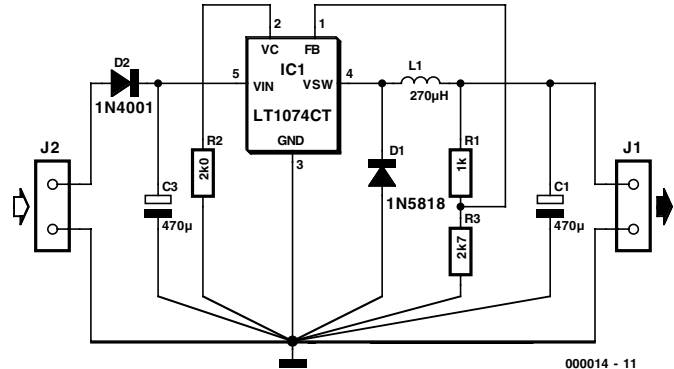 2
1
D2
VC
FB
R2
IC1
L1
5
VIN
VSW
4
1N4001
270µH
LT1074CT
J2
GND
R1
J1
2k0
3
D1
1k
C3
1N5818
C1
R3
470µ
2k7
470µ
000014 - 11